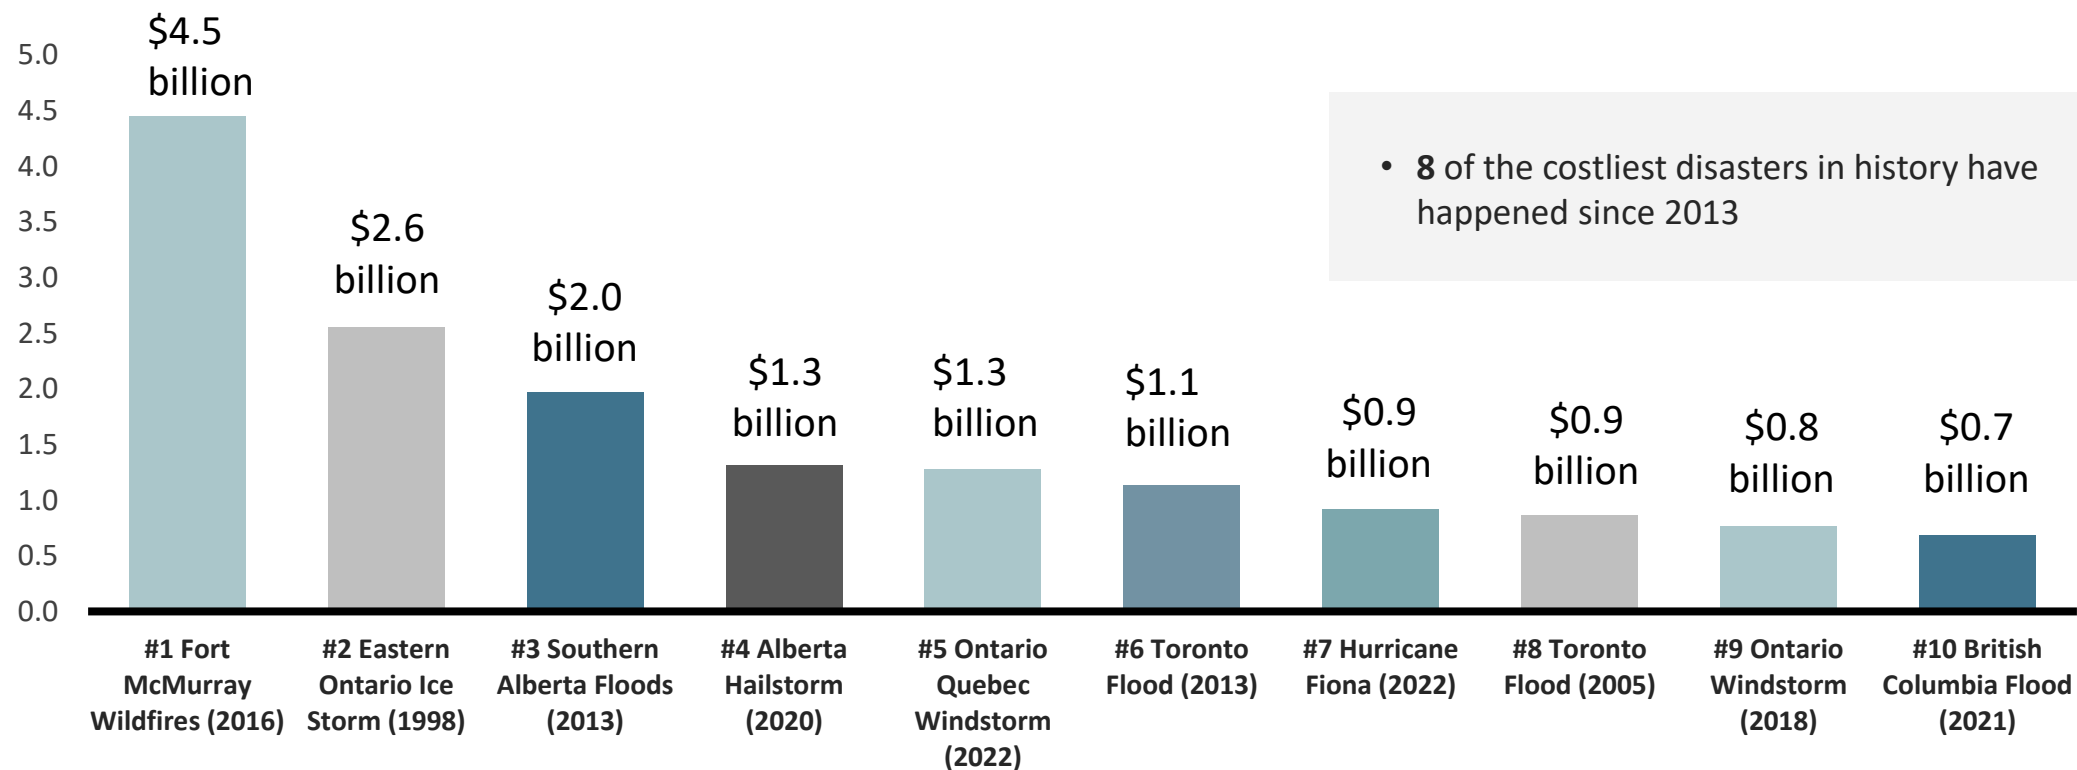 5.0
4.5
4.0
3.5
3.0
2.5
2.0
1.5
1.0
0.5
0.0
$4.5
billion
$2.6
billion
$2.0
billion
$1.3
billion
$1.3
billion
$1.1
billion
$0.9
billion
$0.9
billion
$0.8
billion
$0.7
billion
• 8 of the costliest disasters in history have
happened since 2013
#1 Fort
McMurray
Wildfires (2016)
#2 Eastern
Ontario Ice
Storm (1998)
#3 Southern
Alberta Floods
(2013)
#4 Alberta
Hailstorm
(2020)
#5 Ontario
Quebec
Windstorm
(2022)
#6 Toronto
Flood (2013)
#7 Hurricane
Fiona (2022)
#8 Toronto
Flood (2005)
#9 Ontario
Windstorm
(2018)
#10 British
Columbia Flood
(2021)